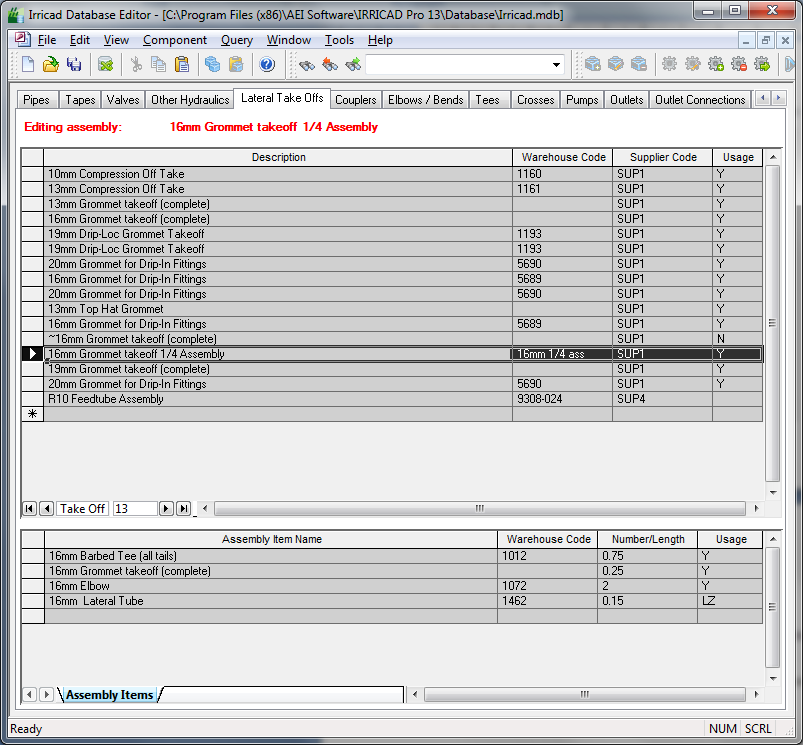 Irricad Database Editor - [C:\Program Files (x86)\AEI Software\IRRICAD Pro 13\Database\Irricad.mdb]
File Edit View Component Query Window Tools Help
Pipes Tapes Valves Other Hydraulics Lateral Take Offs Couplers Elbows / Bends Tees Crosses Pumps Outlets Outlet Connections
Editing assembly: 16mm Grommet takeoff 1/4 Assembly
Description Warehouse Code Supplier Code Usage
10mm Compression Off Take 1160 SUP1 Y
13mm Compression Off Take 1161 SUP1 Y
13mm Grommet takeoff (complete) SUP1 Y
16mm Grommet takeoff (complete) SUP1 Y
19mm Drip-Loc Grommet Takeoff 1193 SUP1 Y
19mm Drip-Loc Grommet Takeoff 1193 SUP1 Y
20mm Grommet for Drip-In Fittings 5690 SUP1 Y
16mm Grommet for Drip-In Fittings 5689 SUP1 Y
20mm Grommet for Drip-In Fittings 5690 SUP1 Y
13mm Top Hat Grommet SUP1 Y
16mm Grommet for Drip-In Fittings 5689 SUP1 Y
~16mm Grommet takeoff (complete) SUP1 N
16mm Grommet takeoff 1/4 Assembly 16mm 1/4 ass SUP1 Y
19mm Grommet takeoff (complete) SUP1 Y
20mm Grommet for Drip-In Fittings 5690 SUP1 Y
R10 Feedtube Assembly 9308-024 SUP4
Take Off 13
Assembly Item Name Warehouse Code Number/Length Usage
16mm Barbed Tee (all tails) 1012 0.75 Y
16mm Grommet takeoff (complete) 0.25 Y
16mm Elbow 1072 2 Y
16mm Lateral Tube 1462 0.15 LZ
Assembly Items
Ready NUM SCRL